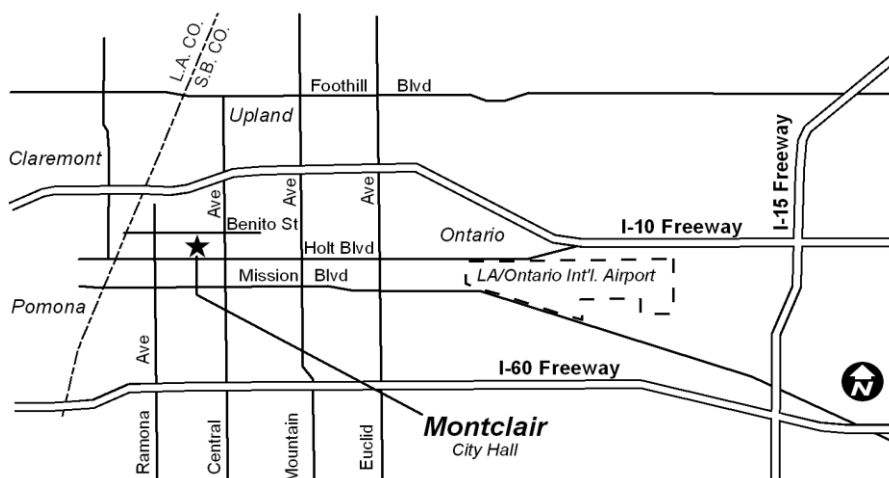 L.A. CO.
S.B. CO.
Foothill Blvd
Upland
Claremont
I-15 Freeway
Ave
Ave
Ave
Benito St
I-10 Freeway
Ontario
Holt Blvd
Mission Blvd
LA/Ontario Int'l. Airport
Pomona
Ave
I-60 Freeway
N
Montclair
City Hall
Ramona
Central
Mountain
Euclid